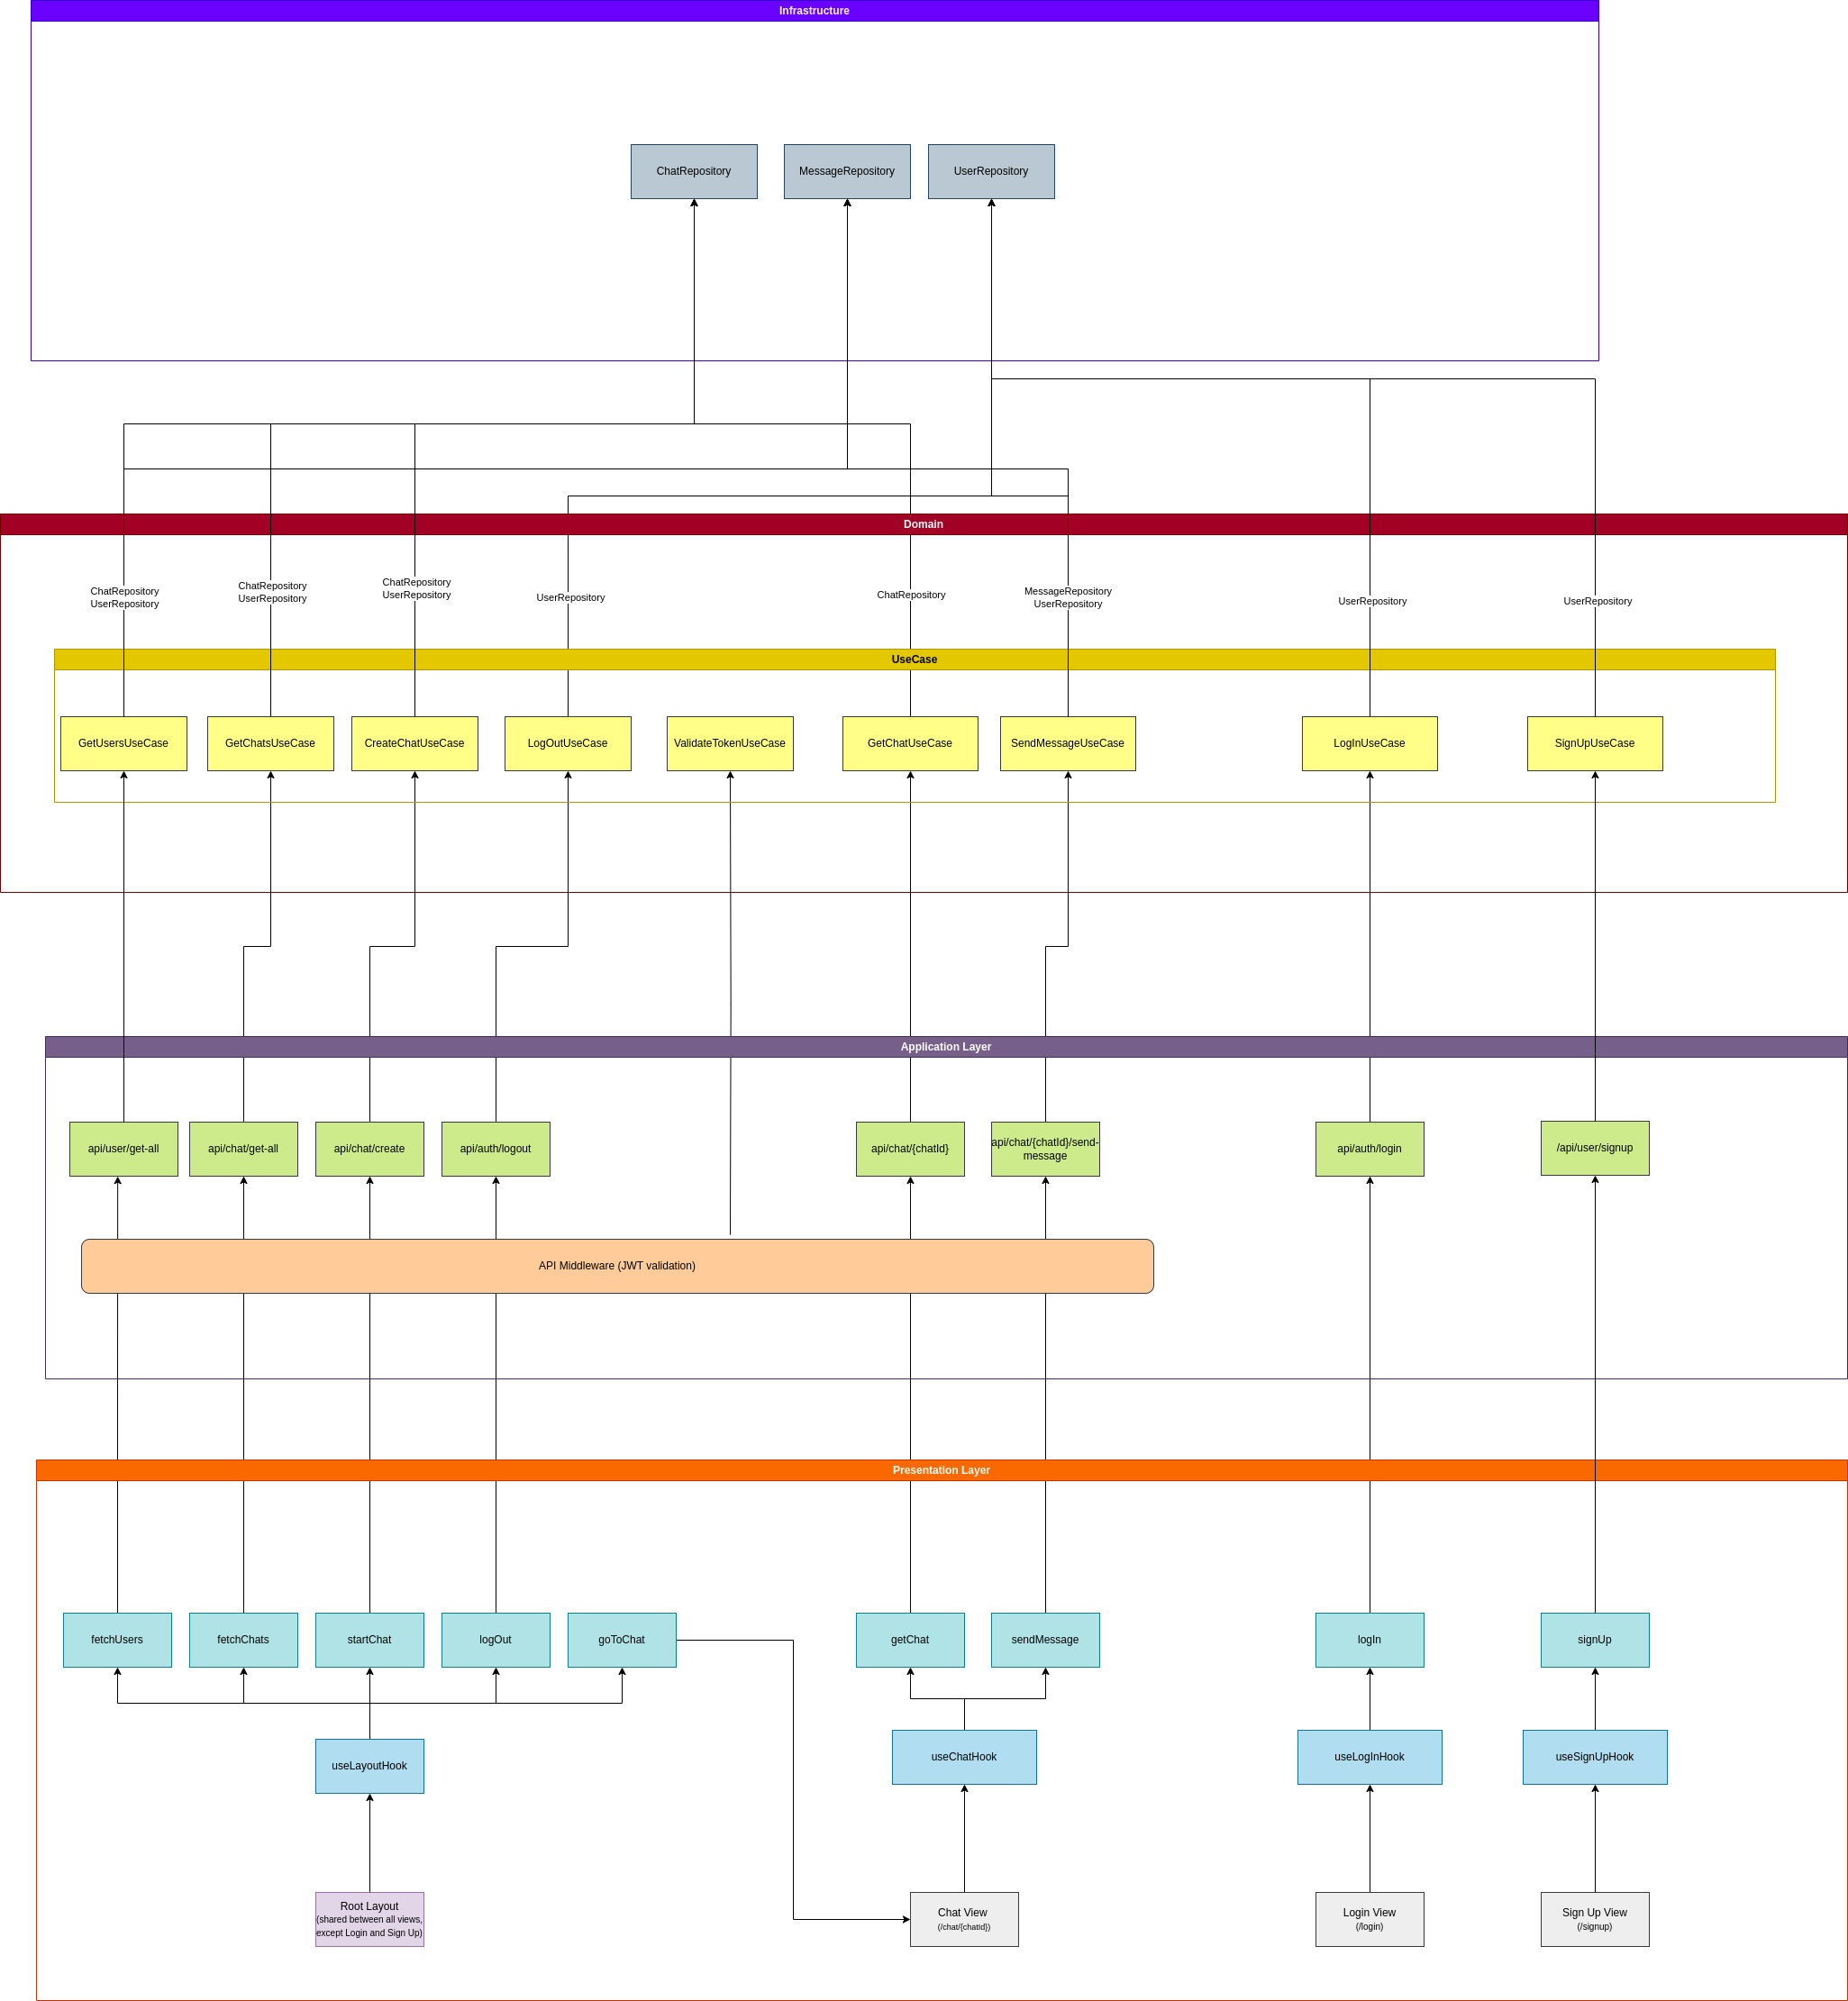 Infrastructure
ChatRepository
MessageRepository
UserRepository
Domain
ChatRepository
UserRepository
ChatRepository
UserRepository
ChatRepository
UserRepository
UserRepository
ChatRepository
MessageRepository
UserRepository
UserRepository
UserRepository
UseCase
GetUsersUseCase
GetChatsUseCase
CreateChatUseCase
LogOutUseCase
ValidateTokenUseCase
GetChatUseCase
SendMessageUseCase
LogInUseCase
SignUpUseCase
Application Layer
api/user/get-all
api/chat/get-all
api/chat/create
api/auth/logout
api/chat/{chatId}
api/chat/{chatId}/send-
message
api/auth/login
/api/user/signup
API Middleware (JWT validation)
Presentation Layer
fetchUsers
fetchChats
startChat
logOut
goToChat
getChat
sendMessage
logIn
signUp
useLayoutHook
useChatHook
useLogInHook
useSignUpHook
Root Layout
(shared between all views,
except Login and Sign Up)
Chat View
(/chat/{chatid})
Login View
(/login)
Sign Up View
(/signup)